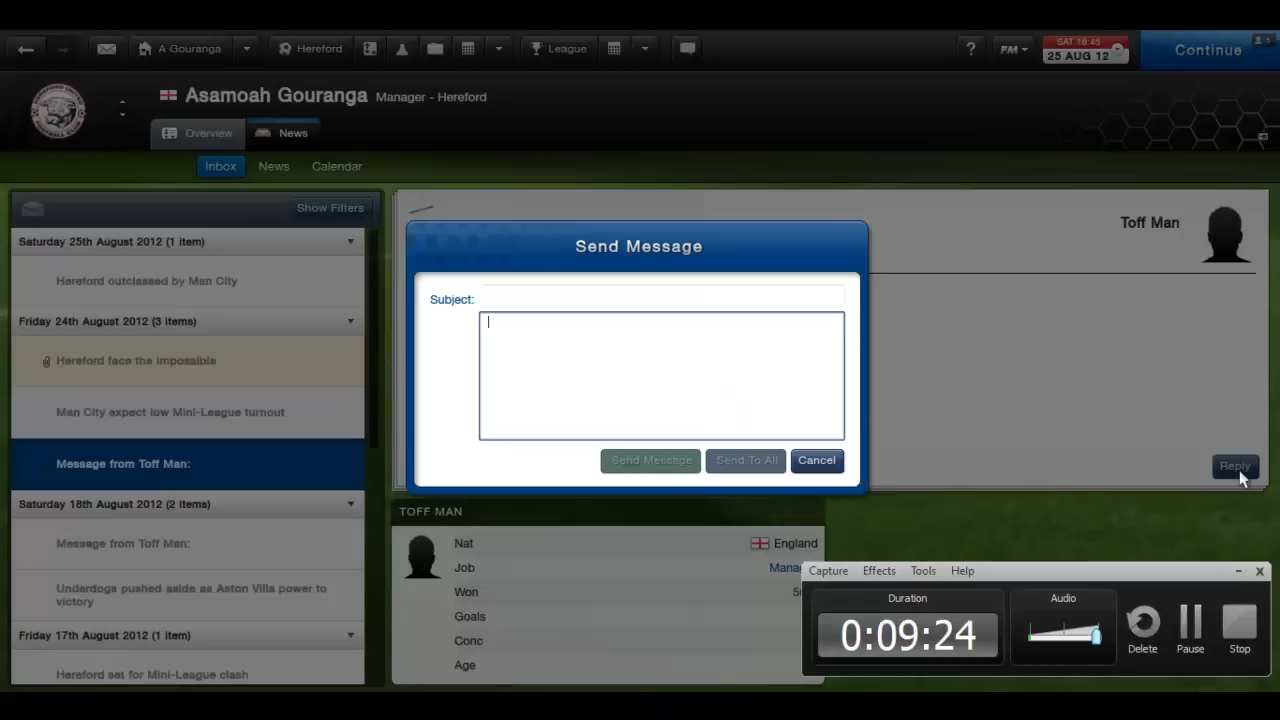 A Gouranga
Hereford
League
?
FM
SAT 16:45
25 AUG 12
Continue
Asamoah Gouranga Manager - Hereford
Overview
News
Inbox
News
Calendar
Show Filters
Saturday 25th August 2012 (1 item)
Hereford outclassed by Man City
Friday 24th August 2012 (3 items)
Hereford face the impossible
Man City expect low Mini-League turnout
Message from Toff Man:
Saturday 18th August 2012 (2 items)
Message from Toff Man:
Underdogs pushed aside as Aston Villa power to
victory
Friday 17th August 2012 (1 item)
Hereford set for Mini-League clash
Toff Man
Send Message
Subject:
Send Message
Send To All
Cancel
Reply
TOFF MAN
Nat
England
Job
Won
Goals
Conc
Age
Capture
Effects
Tools
Help
Duration
0:09:24
Audio
Delete
Pause
Stop